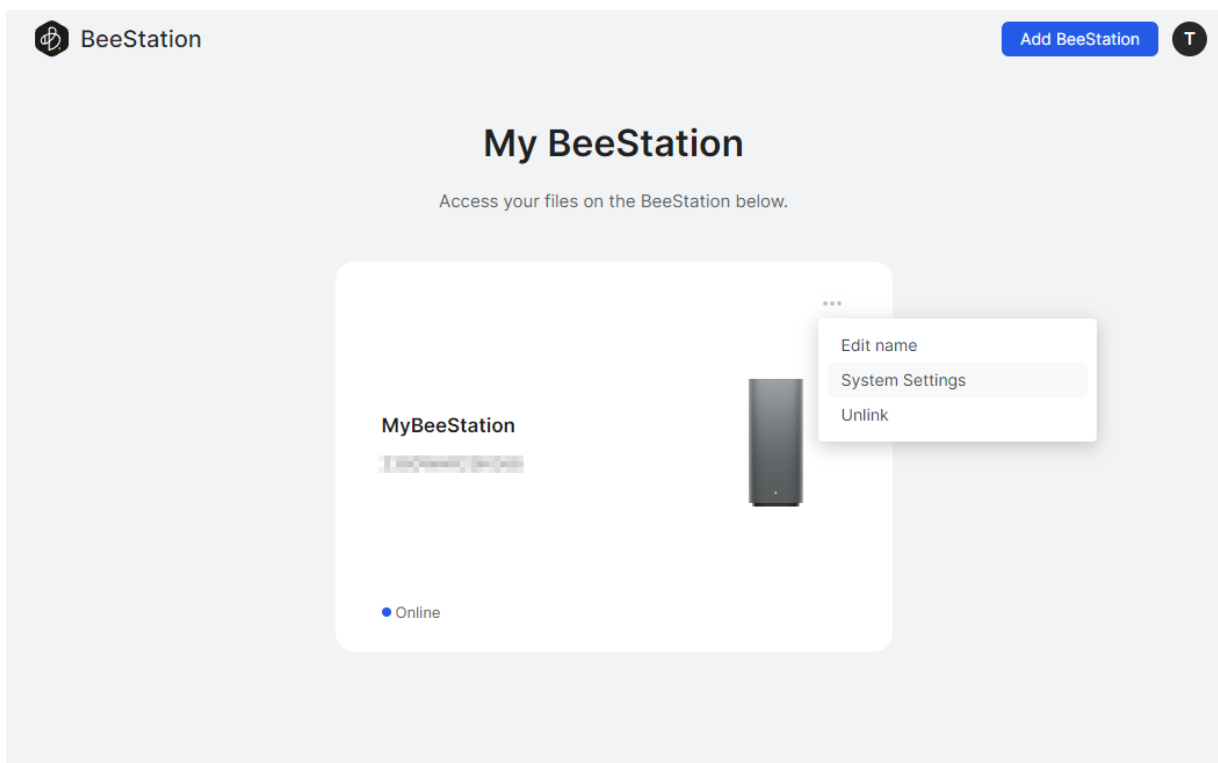 BeeStation
Add BeeStation
T
My BeeStation
Access your files on the BeeStation below.
Edit name
System Settings
Unlink
MyBeeStation
Online